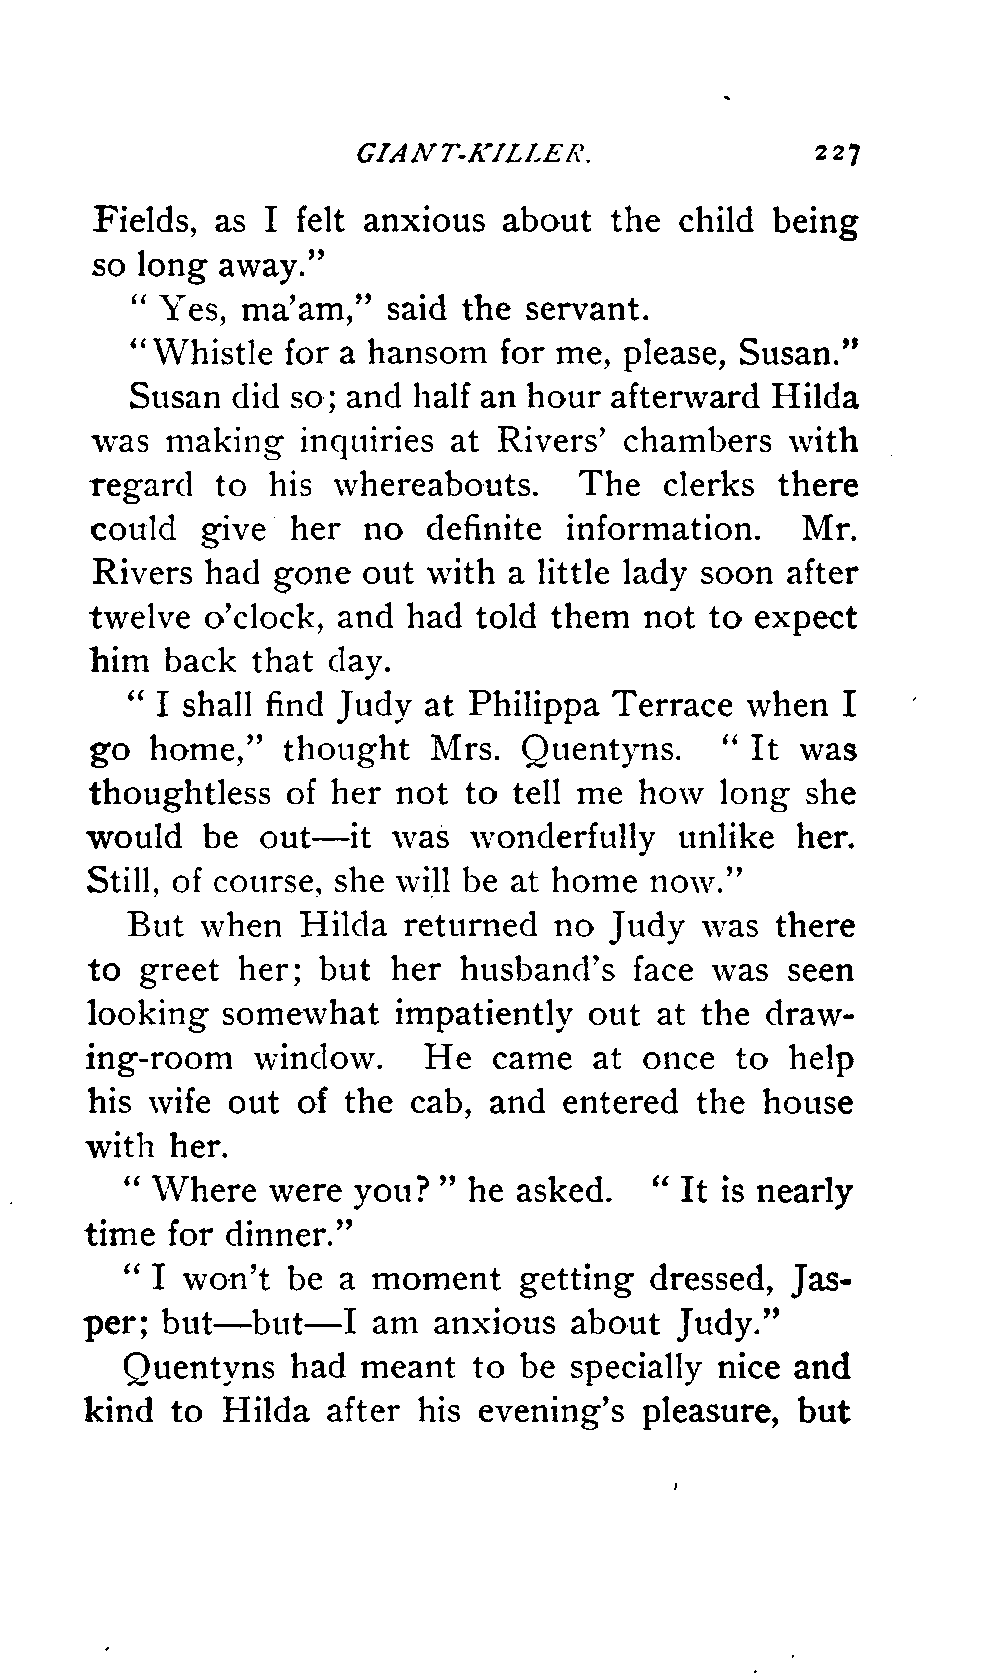 GIANT-KILLER. 227
Fields, as I felt anxious about the child being
so long away."
" Yes, ma'am," said the servant.
"Whistle for a hansom for me, please, Susan."
Susan did so; and half an hour afterward Hilda
was making inquiries at Rivers' chambers with
regard to his whereabouts. The clerks there
could give her no definite information. Mr.
Rivers had gone out with a little lady soon after
twelve o'clock, and had told them not to expect
him back that day.
" I shall find Judy at Philippa Terrace when I
go home," thought Mrs. Quentyns. " It was
thoughtless of her not to tell me how long she
would be out—it was wonderfully unlike her.
Still, of course, she will be at home now."
But when Hilda returned no Judy was there
to greet her; but her husband's face was seen
looking somewhat impatiently out at the draw-
ing-room window. He came at once to help
his wife out of the cab, and entered the house
with her.
" Where were you? " he asked. " It is nearly
time for dinner."
" I won't be a moment getting dressed, Jas-
per; but—but—I am anxious about Judy."
Quentyns had meant to be specially nice and
kind to Hilda after his evening's pleasure, but